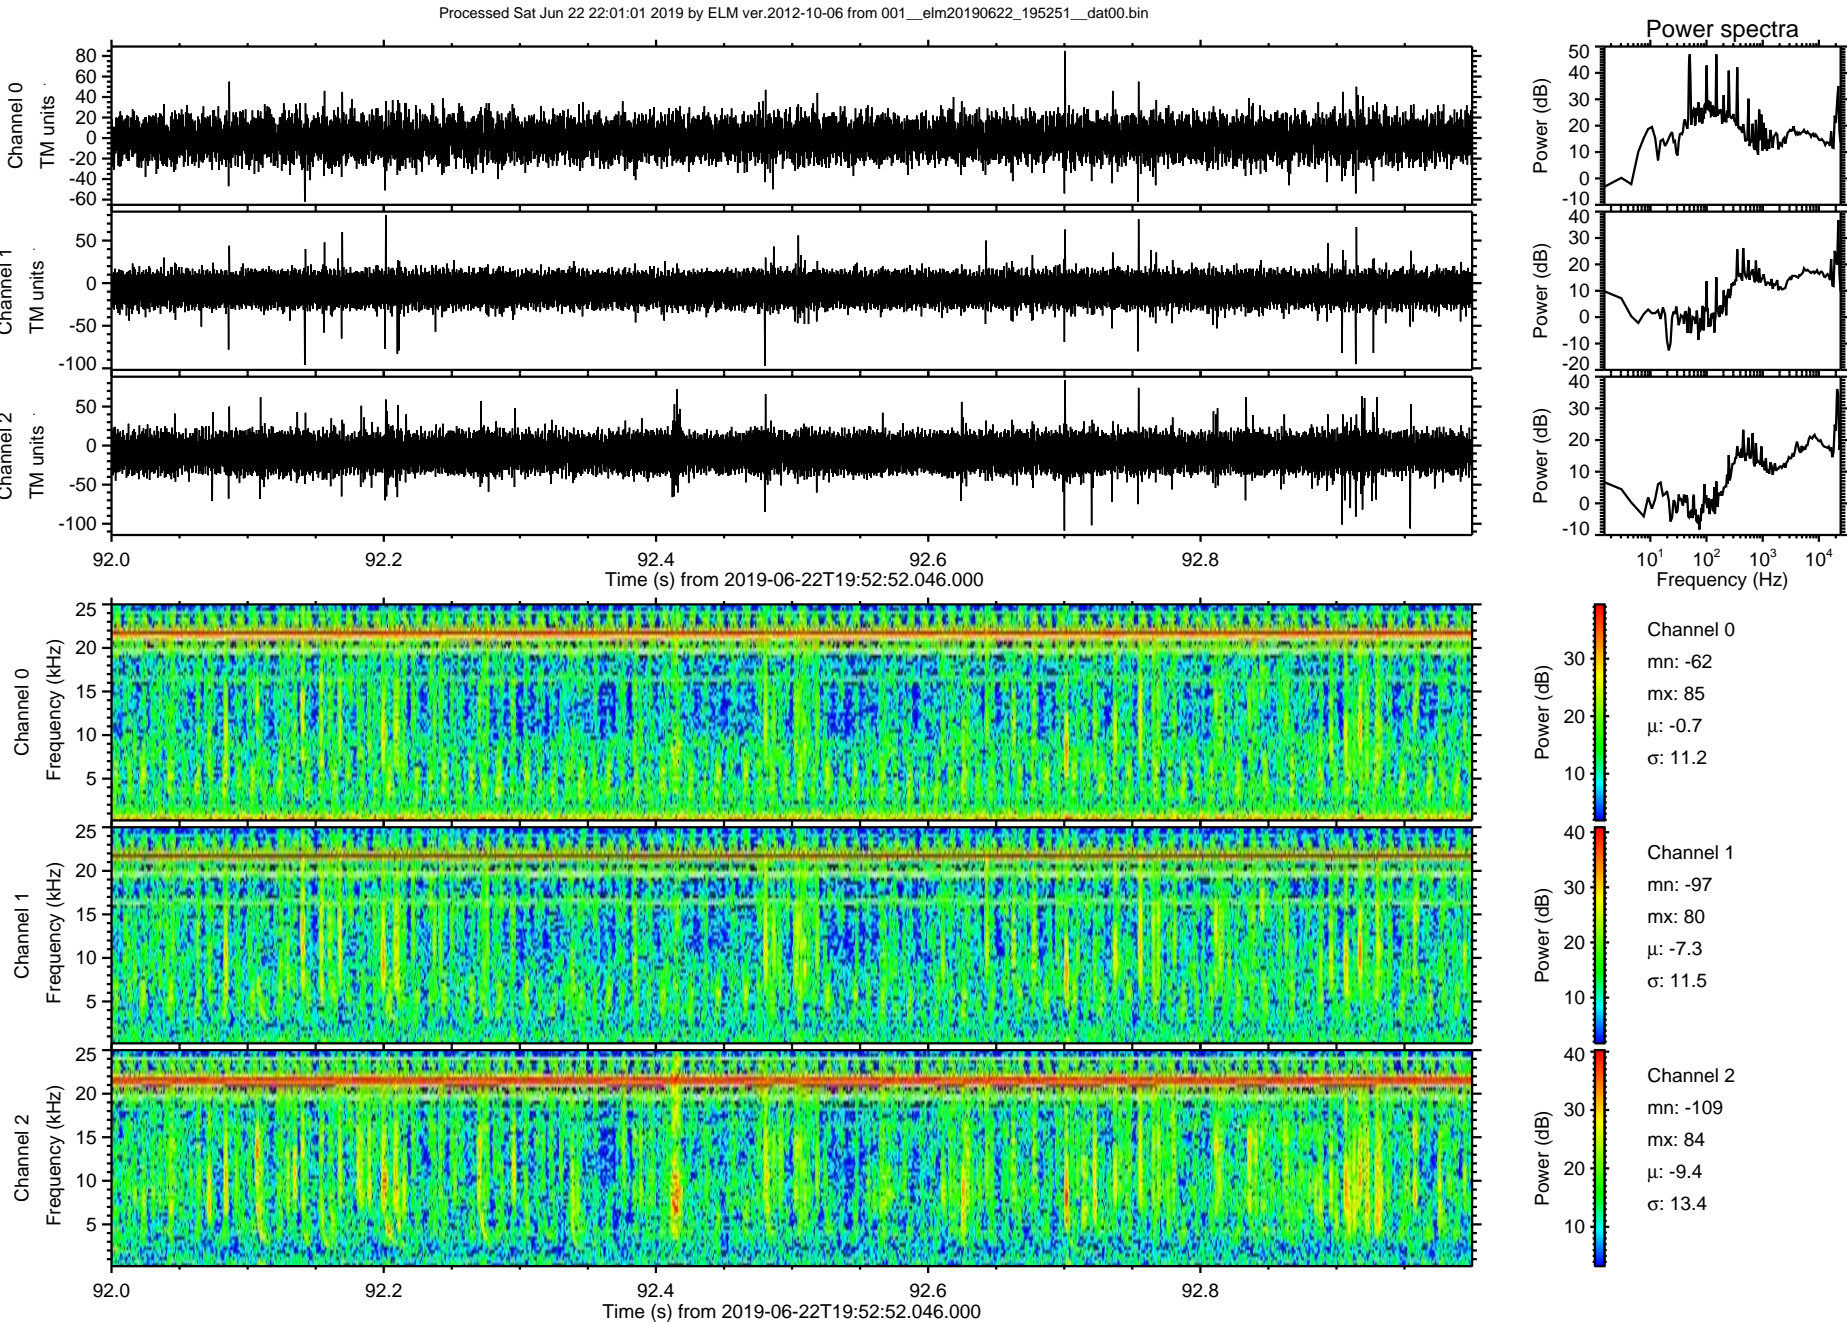 Processed Sat Jun 22 22:01:01 2019 by ELM ver.2012-10-06 from 001__elm20190622_195251__dat00.bin
Power spectra
Channel 0
TM units
80
60
40
20
0
-20
-40
-60
Power (dB)
50
40
30
20
10
0
-10
Channel 1
TM units
50
0
-50
-100
Power (dB)
40
30
20
10
0
-10
-20
Channel 2
TM units
50
0
-50
-100
Power (dB)
40
30
20
10
0
-10
92.0 92.2 92.4 92.6 92.8
Time (s) from 2019-06-22T19:52:52.046.000
10¹ 10² 10³ 10⁴
Frequency (Hz)
Channel 0
Frequency (kHz)
25
20
15
10
5
Power (dB)
30
20
10
Channel 0
mn: -62
mx: 85
µ: -0.7
σ: 11.2
Channel 1
Frequency (kHz)
25
20
15
10
5
Power (dB)
40
30
20
10
Channel 1
mn: -97
mx: 80
µ: -7.3
σ: 11.5
Channel 2
Frequency (kHz)
25
20
15
10
5
Power (dB)
40
30
20
10
Channel 2
mn: -109
mx: 84
µ: -9.4
σ: 13.4
92.0 92.2 92.4 92.6 92.8
Time (s) from 2019-06-22T19:52:52.046.000